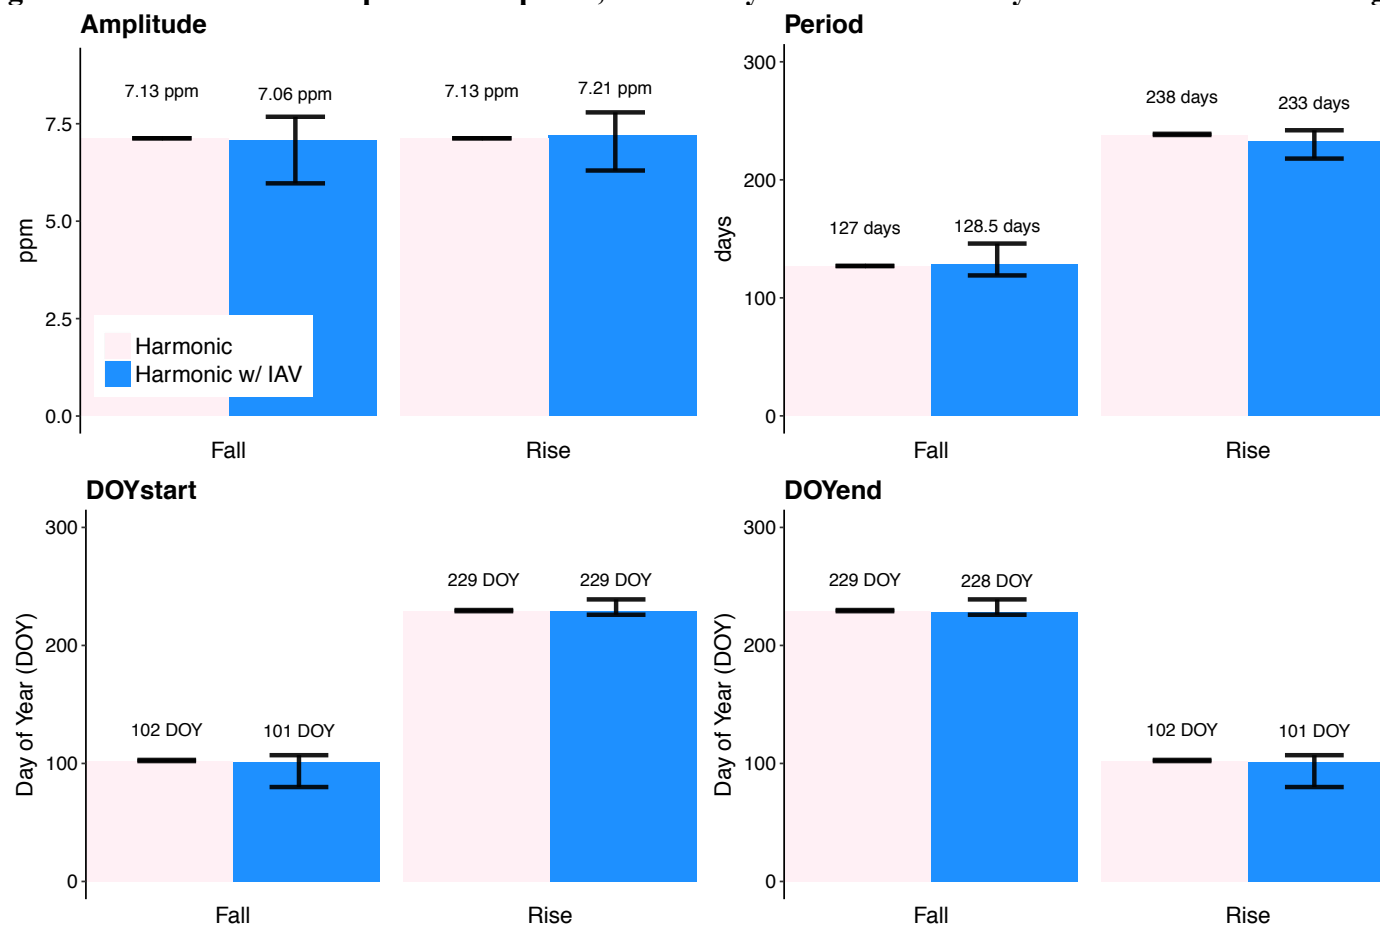 Amplitude
7.13 ppm
7.06 ppm
7.13 ppm
7.21 ppm
7.5
5.0
2.5
0.0
ppm
Harmonic
Harmonic w/ IAV
Fall
Rise
Period
238 days
233 days
127 days
128.5 days
300
200
100
0
days
Fall
Rise
DOYstart
229 DOY
229 DOY
102 DOY
101 DOY
300
200
100
0
Day of Year (DOY)
Fall
Rise
DOYend
229 DOY
228 DOY
102 DOY
101 DOY
300
200
100
0
Day of Year (DOY)
Fall
Rise